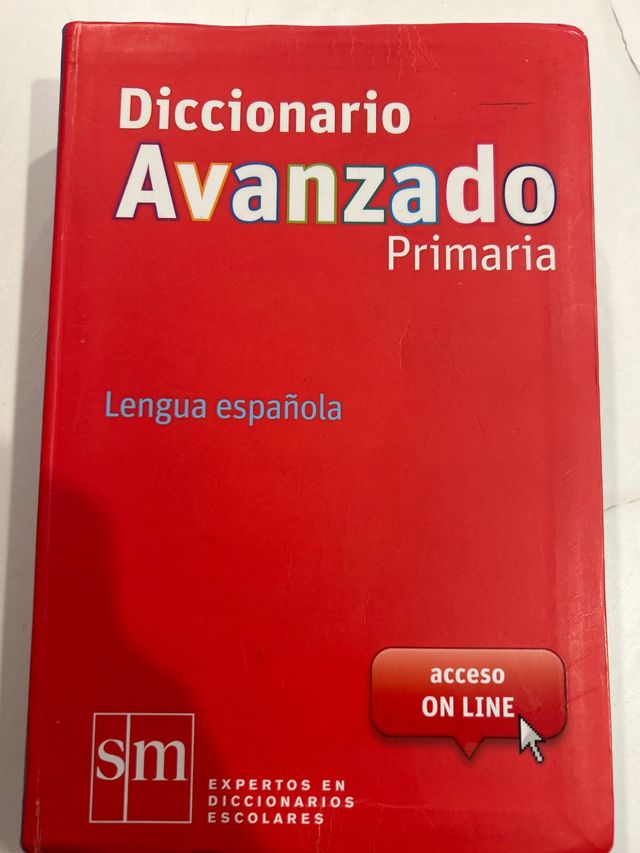 Diccionario
Avanzado
Primaria
Lengua española
acceso
ON LINE
sm
EXPERTOS EN
DICCIONARIOS
ESCOLARES